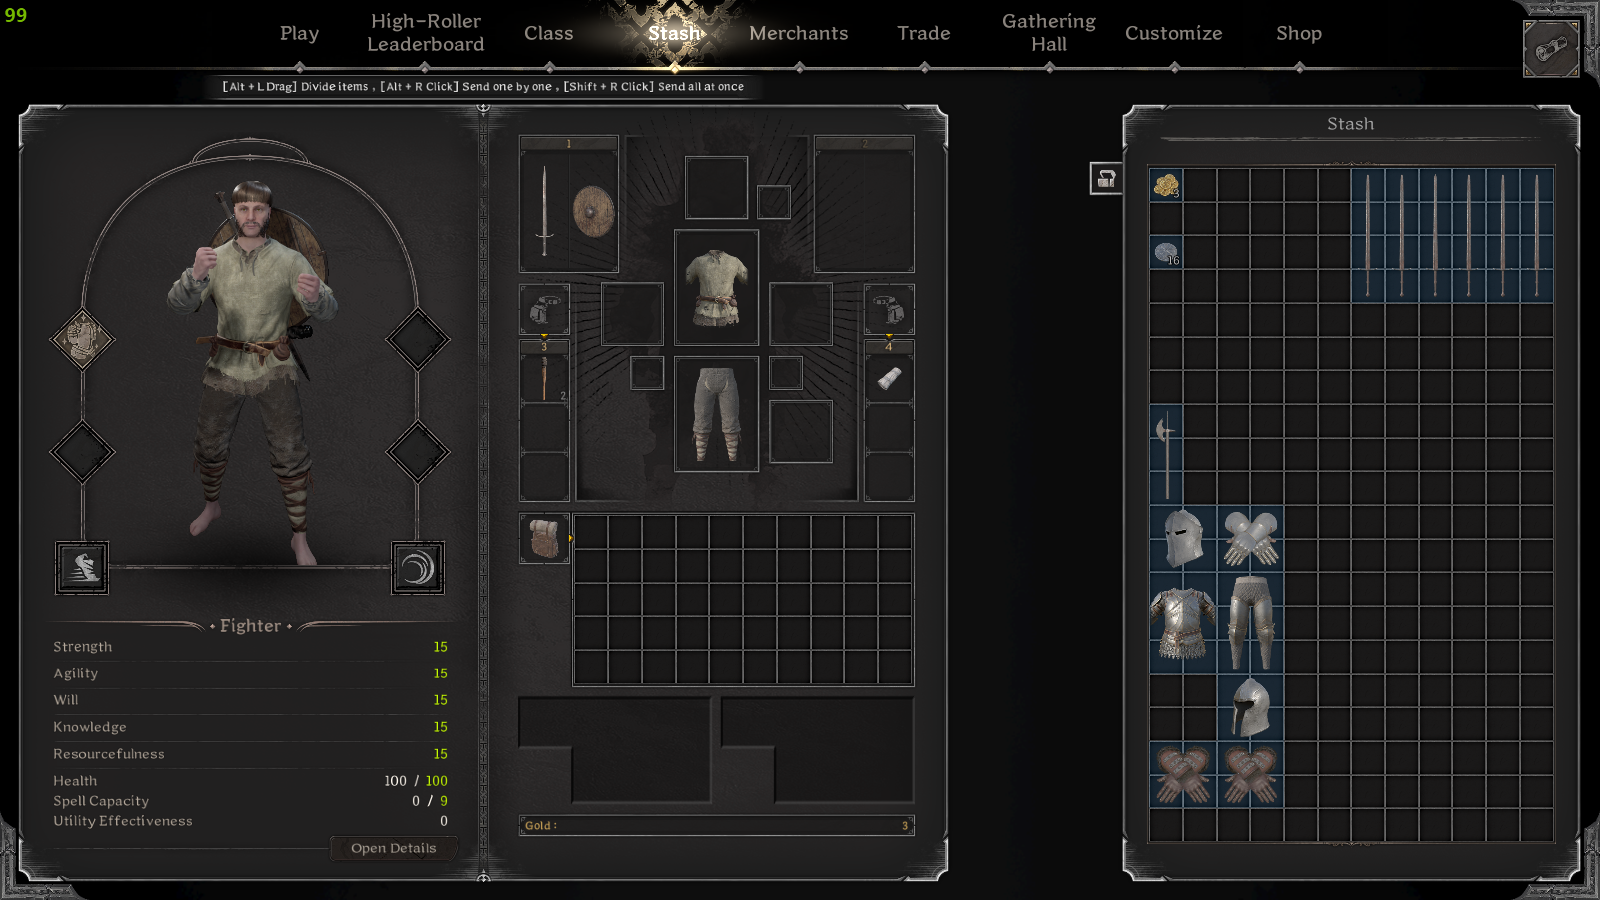 99
Play
High-Roller
Leaderboard
Class
Stash
Merchants
Trade
Gathering
Hall
Customize
Shop
[Alt + L Drag] Divide items , [Alt + R Click] Send one by one , [Shift + R Click] Send all at once
1
2
3
4
2
Stash
3
16
Fighter
Strength 15
Agility 15
Will 15
Knowledge 15
Resourcefulness 15
Health 100 / 100
Spell Capacity 0 / 9
Utility Effectiveness 0
Open Details
Gold : 3